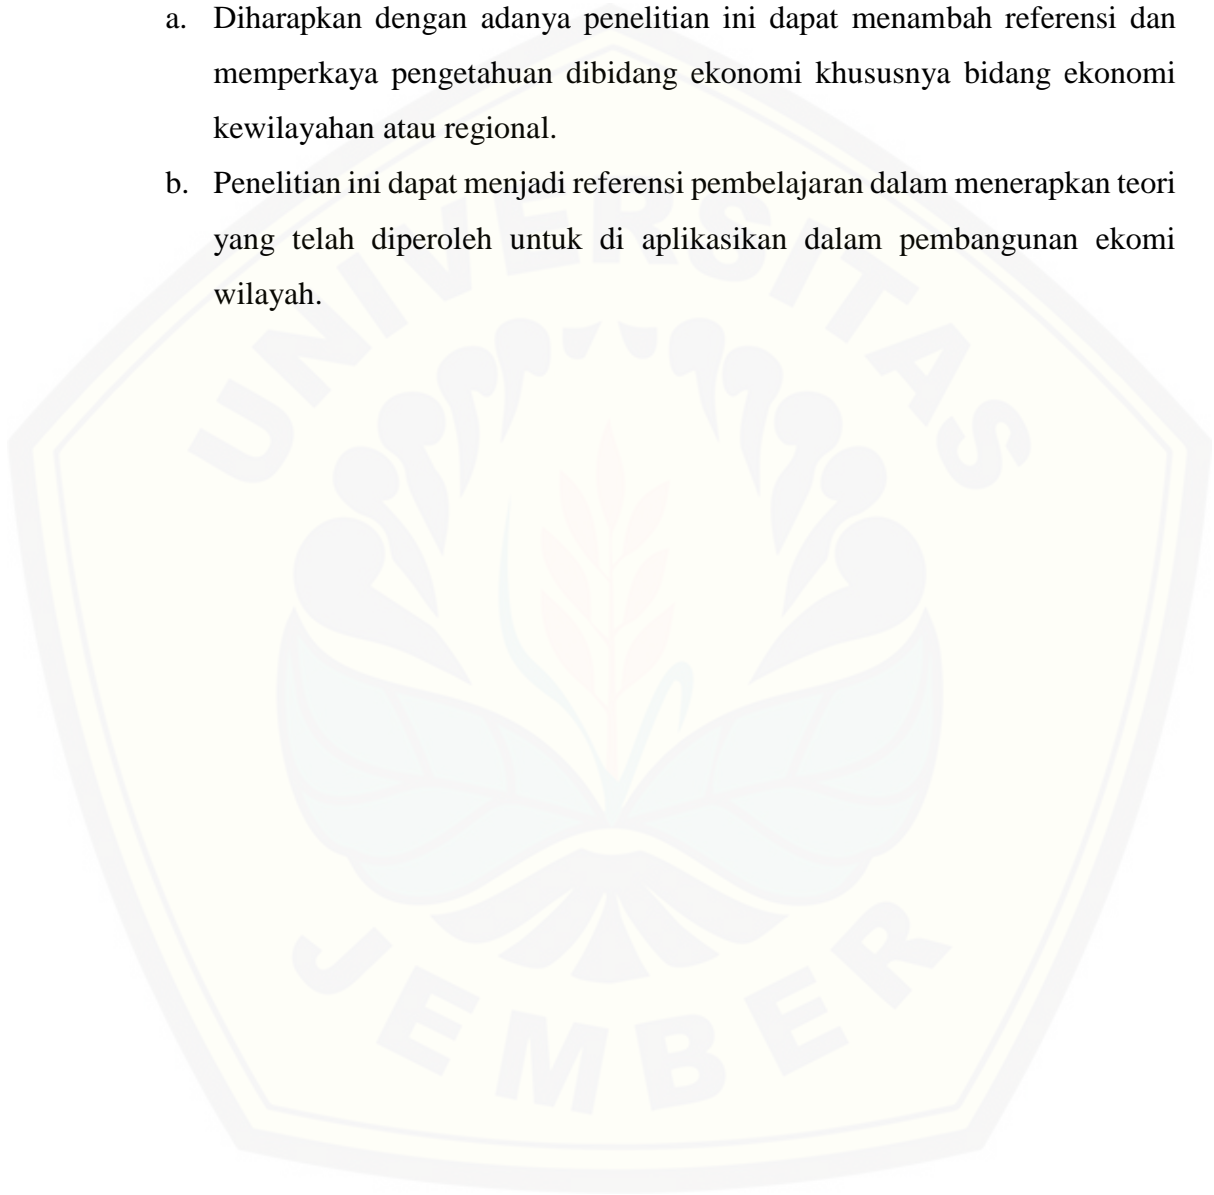 a. Diharapkan dengan adanya penelitian ini dapat menambah referensi dan
memperkaya pengetahuan dibidang ekonomi khususnya bidang ekonomi
kewilayahan atau regional.
b. Penelitian ini dapat menjadi referensi pembelajaran dalam menerapkan teori
yang telah diperoleh untuk di aplikasikan dalam pembangunan ekomi
wilayah.
UNIVERSITAS
JEMBER